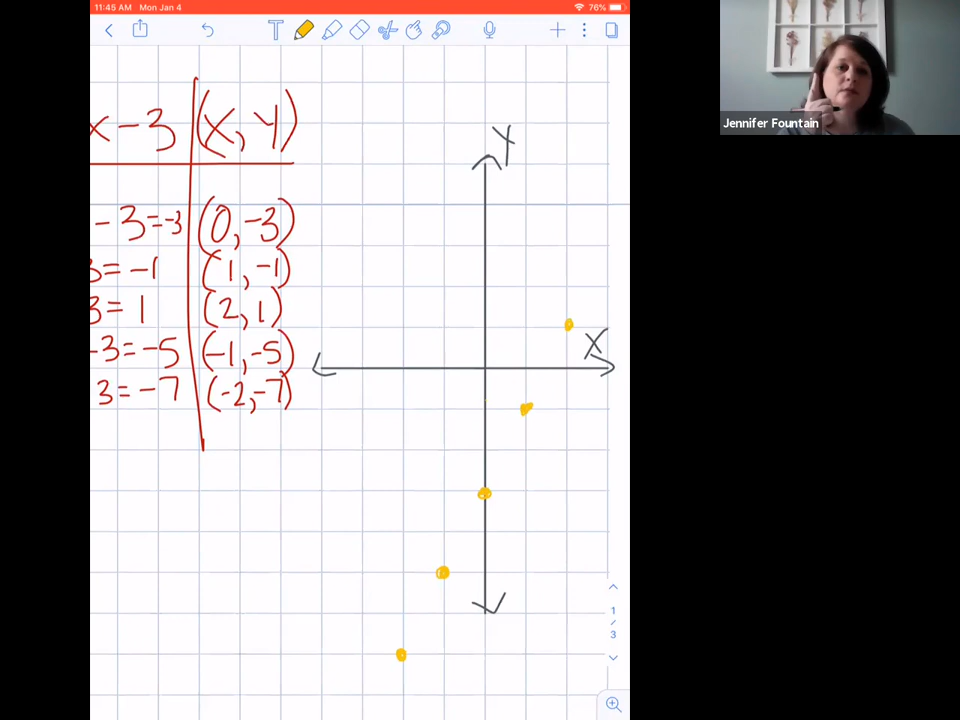 11:45 AM Mon Jan 4
76%
T
x - 3 (x, y)
- 3 = -3 (0, -3)
3 = -1 (1, -1)
3 = 1 (2, 1)
-3 = -5 (-1, -5)
3 = -7 (-2, -7)
Y
X
1
/
3
Jennifer Fountain